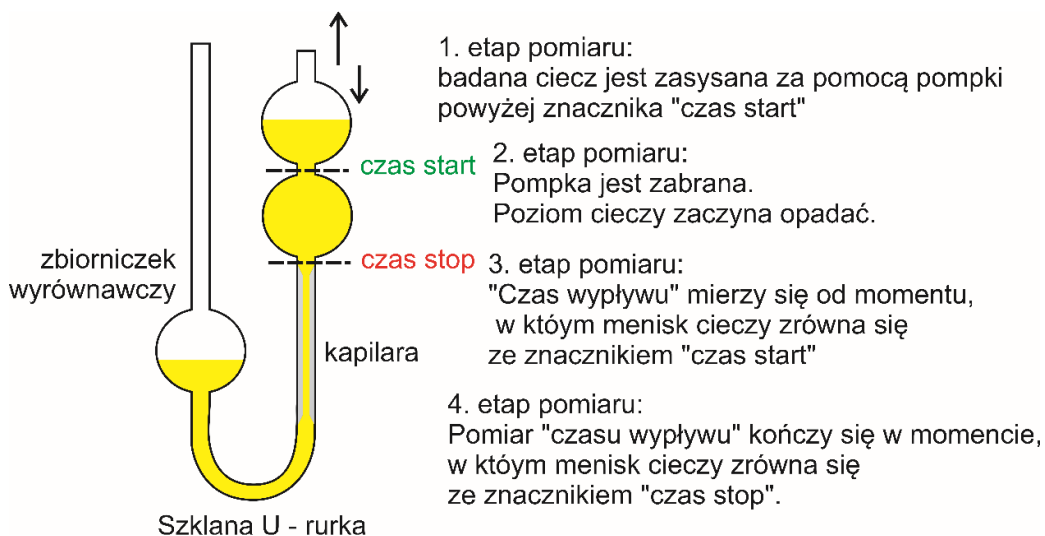 1. etap pomiaru:
badana ciecz jest zasysana za pomocą pompki
powyżej znacznika "czas start"
czas start
2. etap pomiaru:
Pompka jest zabrana.
Poziom cieczy zaczyna opadać.
zbiorniczek
wyrównawczy
czas stop
3. etap pomiaru:
"Czas wypływu" mierzy się od momentu,
w któym menisk cieczy zrówna się
ze znacznikiem "czas start"
kapilara
4. etap pomiaru:
Pomiar "czasu wypływu" kończy się w momencie,
w któym menisk cieczy zrówna się
ze znacznikiem "czas stop".
Szklana U - rurka